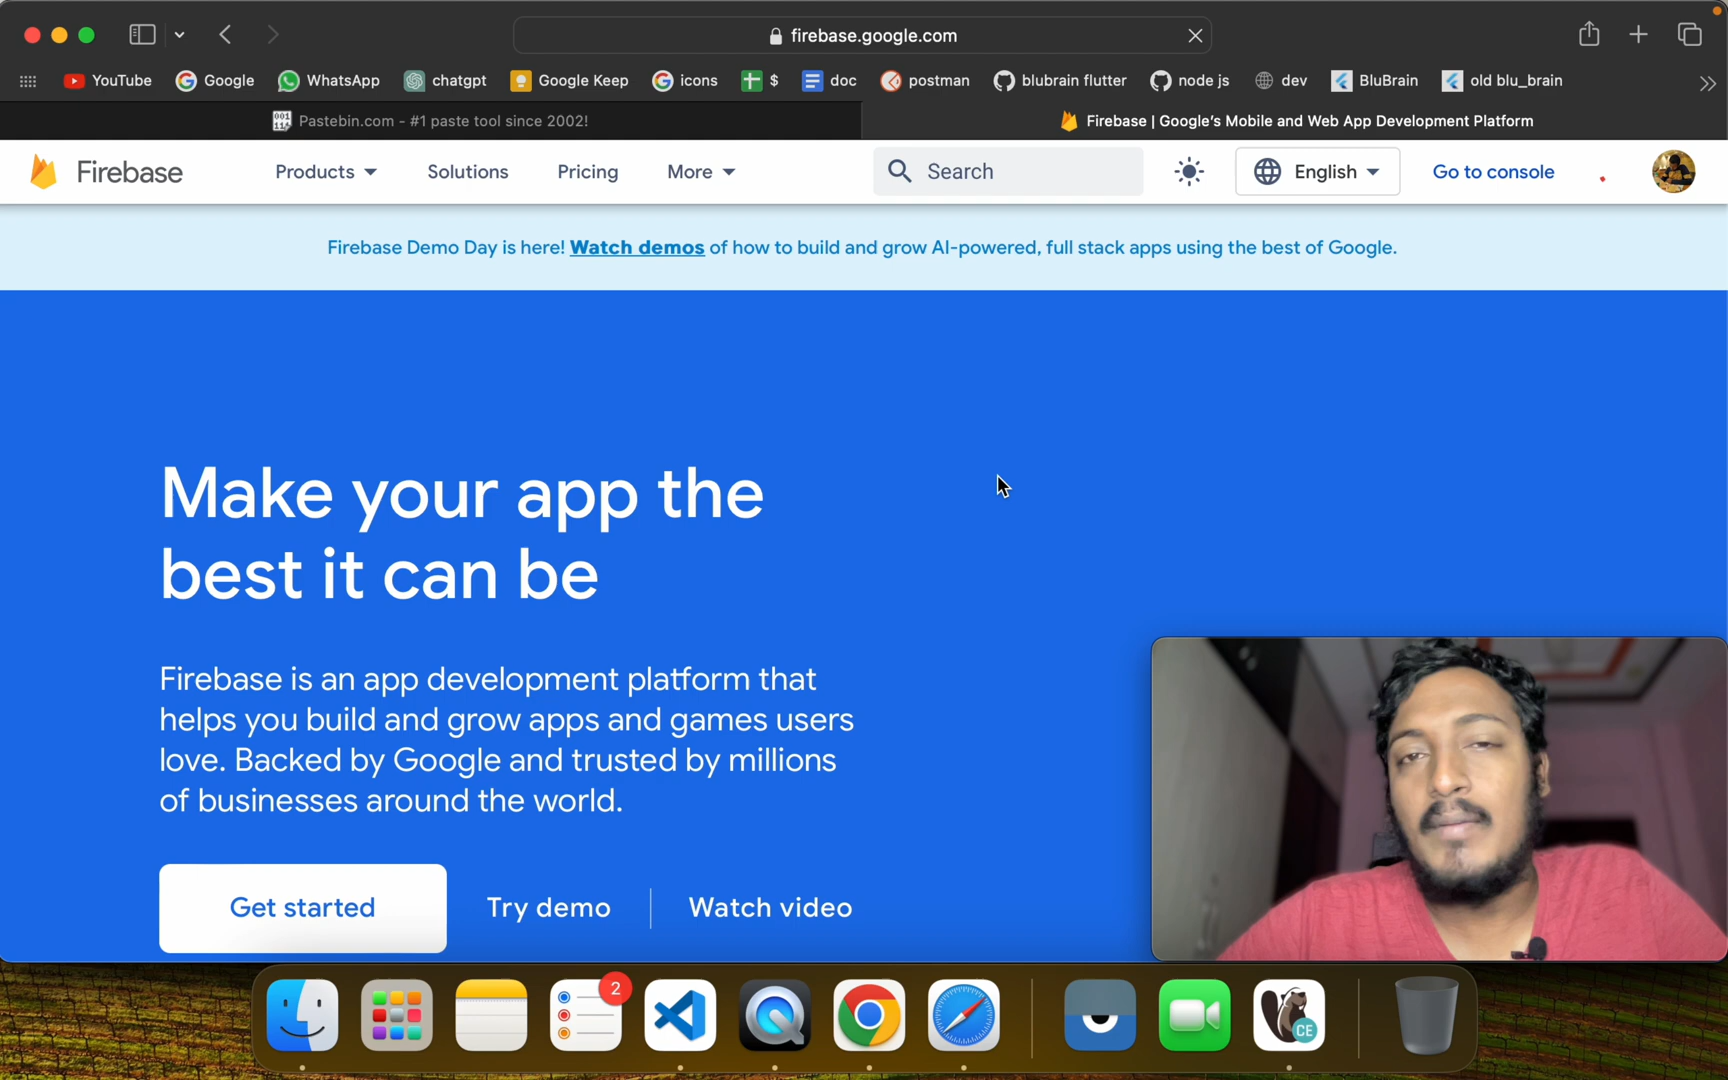 firebase.google.com
YouTube Google WhatsApp chatgpt Google Keep icons $ doc postman blubrain flutter node js dev BluBrain old blu_brain
Pastebin.com - #1 paste tool since 2002! Firebase | Google's Mobile and Web App Development Platform
Firebase Products Solutions Pricing More Search English Go to console
Firebase Demo Day is here! Watch demos of how to build and grow AI-powered, full stack apps using the best of Google.
Make your app the
best it can be
Firebase is an app development platform that
helps you build and grow apps and games users
love. Backed by Google and trusted by millions
of businesses around the world.
Get started Try demo Watch video
2
CE